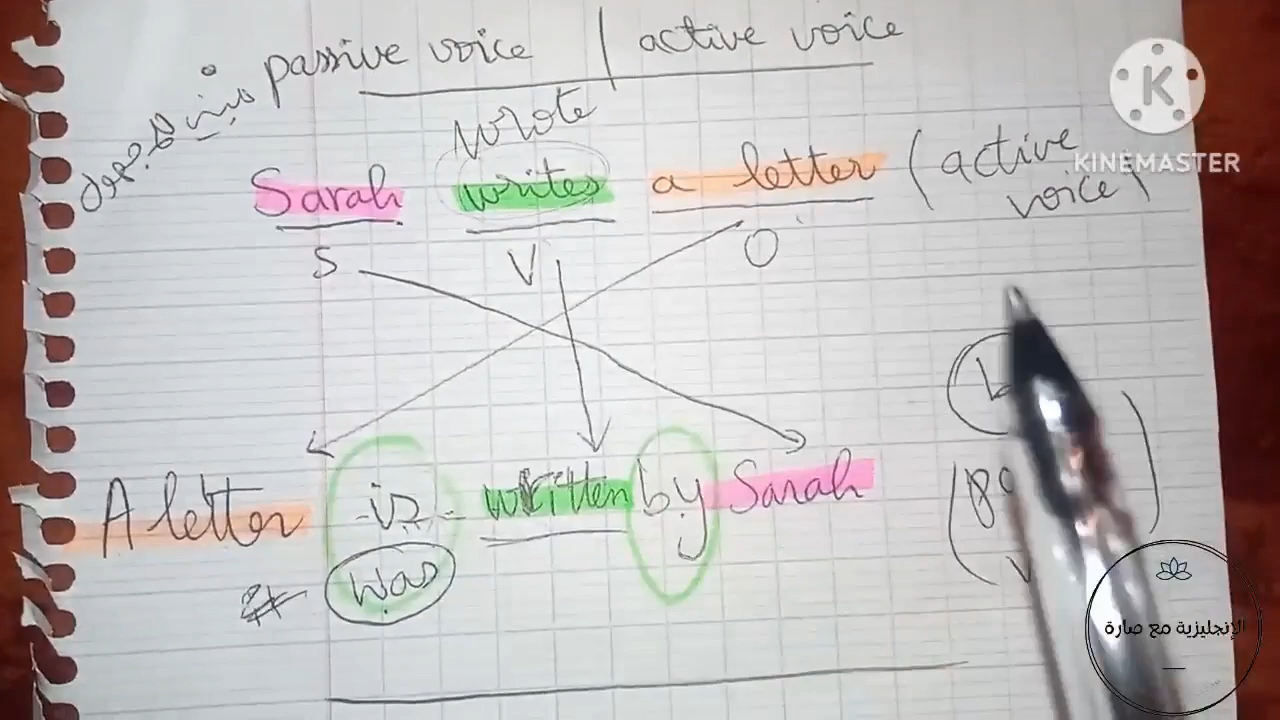 passive voice / active voice
مبني للمجهول
wrote
Sarah writes a letter (active voice)
S V O
A letter is written by Sarah
was
K
KINEMASTER
الإنجليزية مع صارة